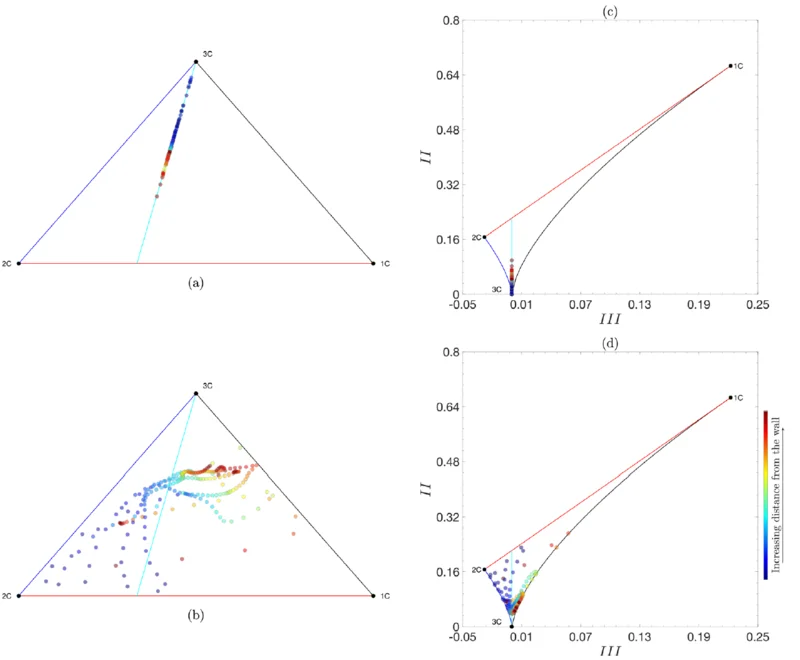 3C
2C
1C
(a)
(c)
0.8
0.64
0.48
0.32
0.16
0
II
1C
2C
3C
-0.05
0.01
0.07
0.13
0.19
0.25
III
3C
2C
1C
(b)
(d)
0.8
0.64
0.48
0.32
0.16
0
II
1C
2C
3C
-0.05
0.01
0.07
0.13
0.19
0.25
III
Increasing distance from the wall